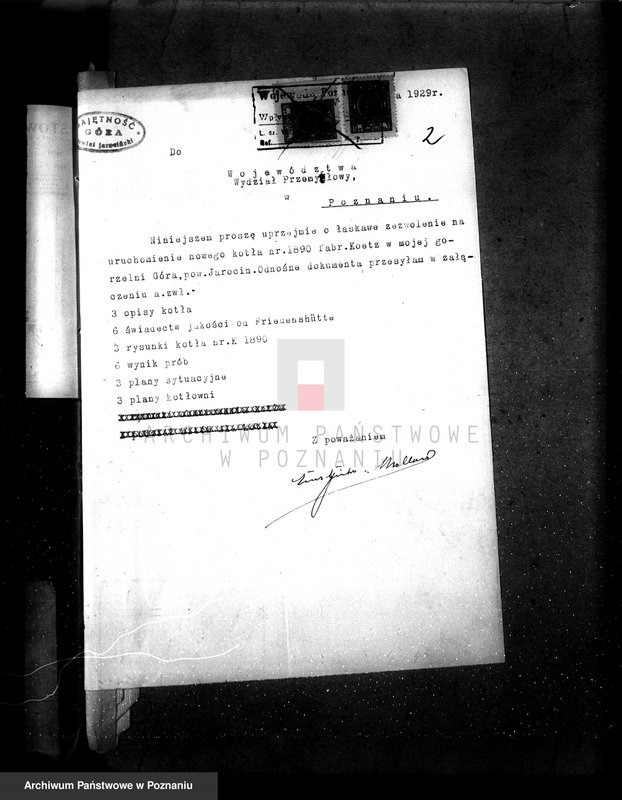 MAJĘTNOŚĆ
GÓRA
powiat jarociński
1929r.
2
Do
Województwa
Wydział Przemysłowy,
w
Poznaniu.
Niniejszem proszę uprzejmie o łaskawe zezwolenie na
uruchomienie nowego kotła nr.1890 fabr.Koetz w mojej go-
rzelni Góra,pow.Jarocin.Odnośne dokumenta przesyłam w załą-
czeniu a.zwł.-
3 opisy kotła
6 świadectw jakości od Friedenshütte
3 rysunki kotła nr.K 1890
6 wynik prób
3 plany sytuacyjne
3 plany kotłowni
Z poważaniem
ARCHIWUM PAŃSTWOWE
W POZNANIU
Archiwum Państwowe w Poznaniu